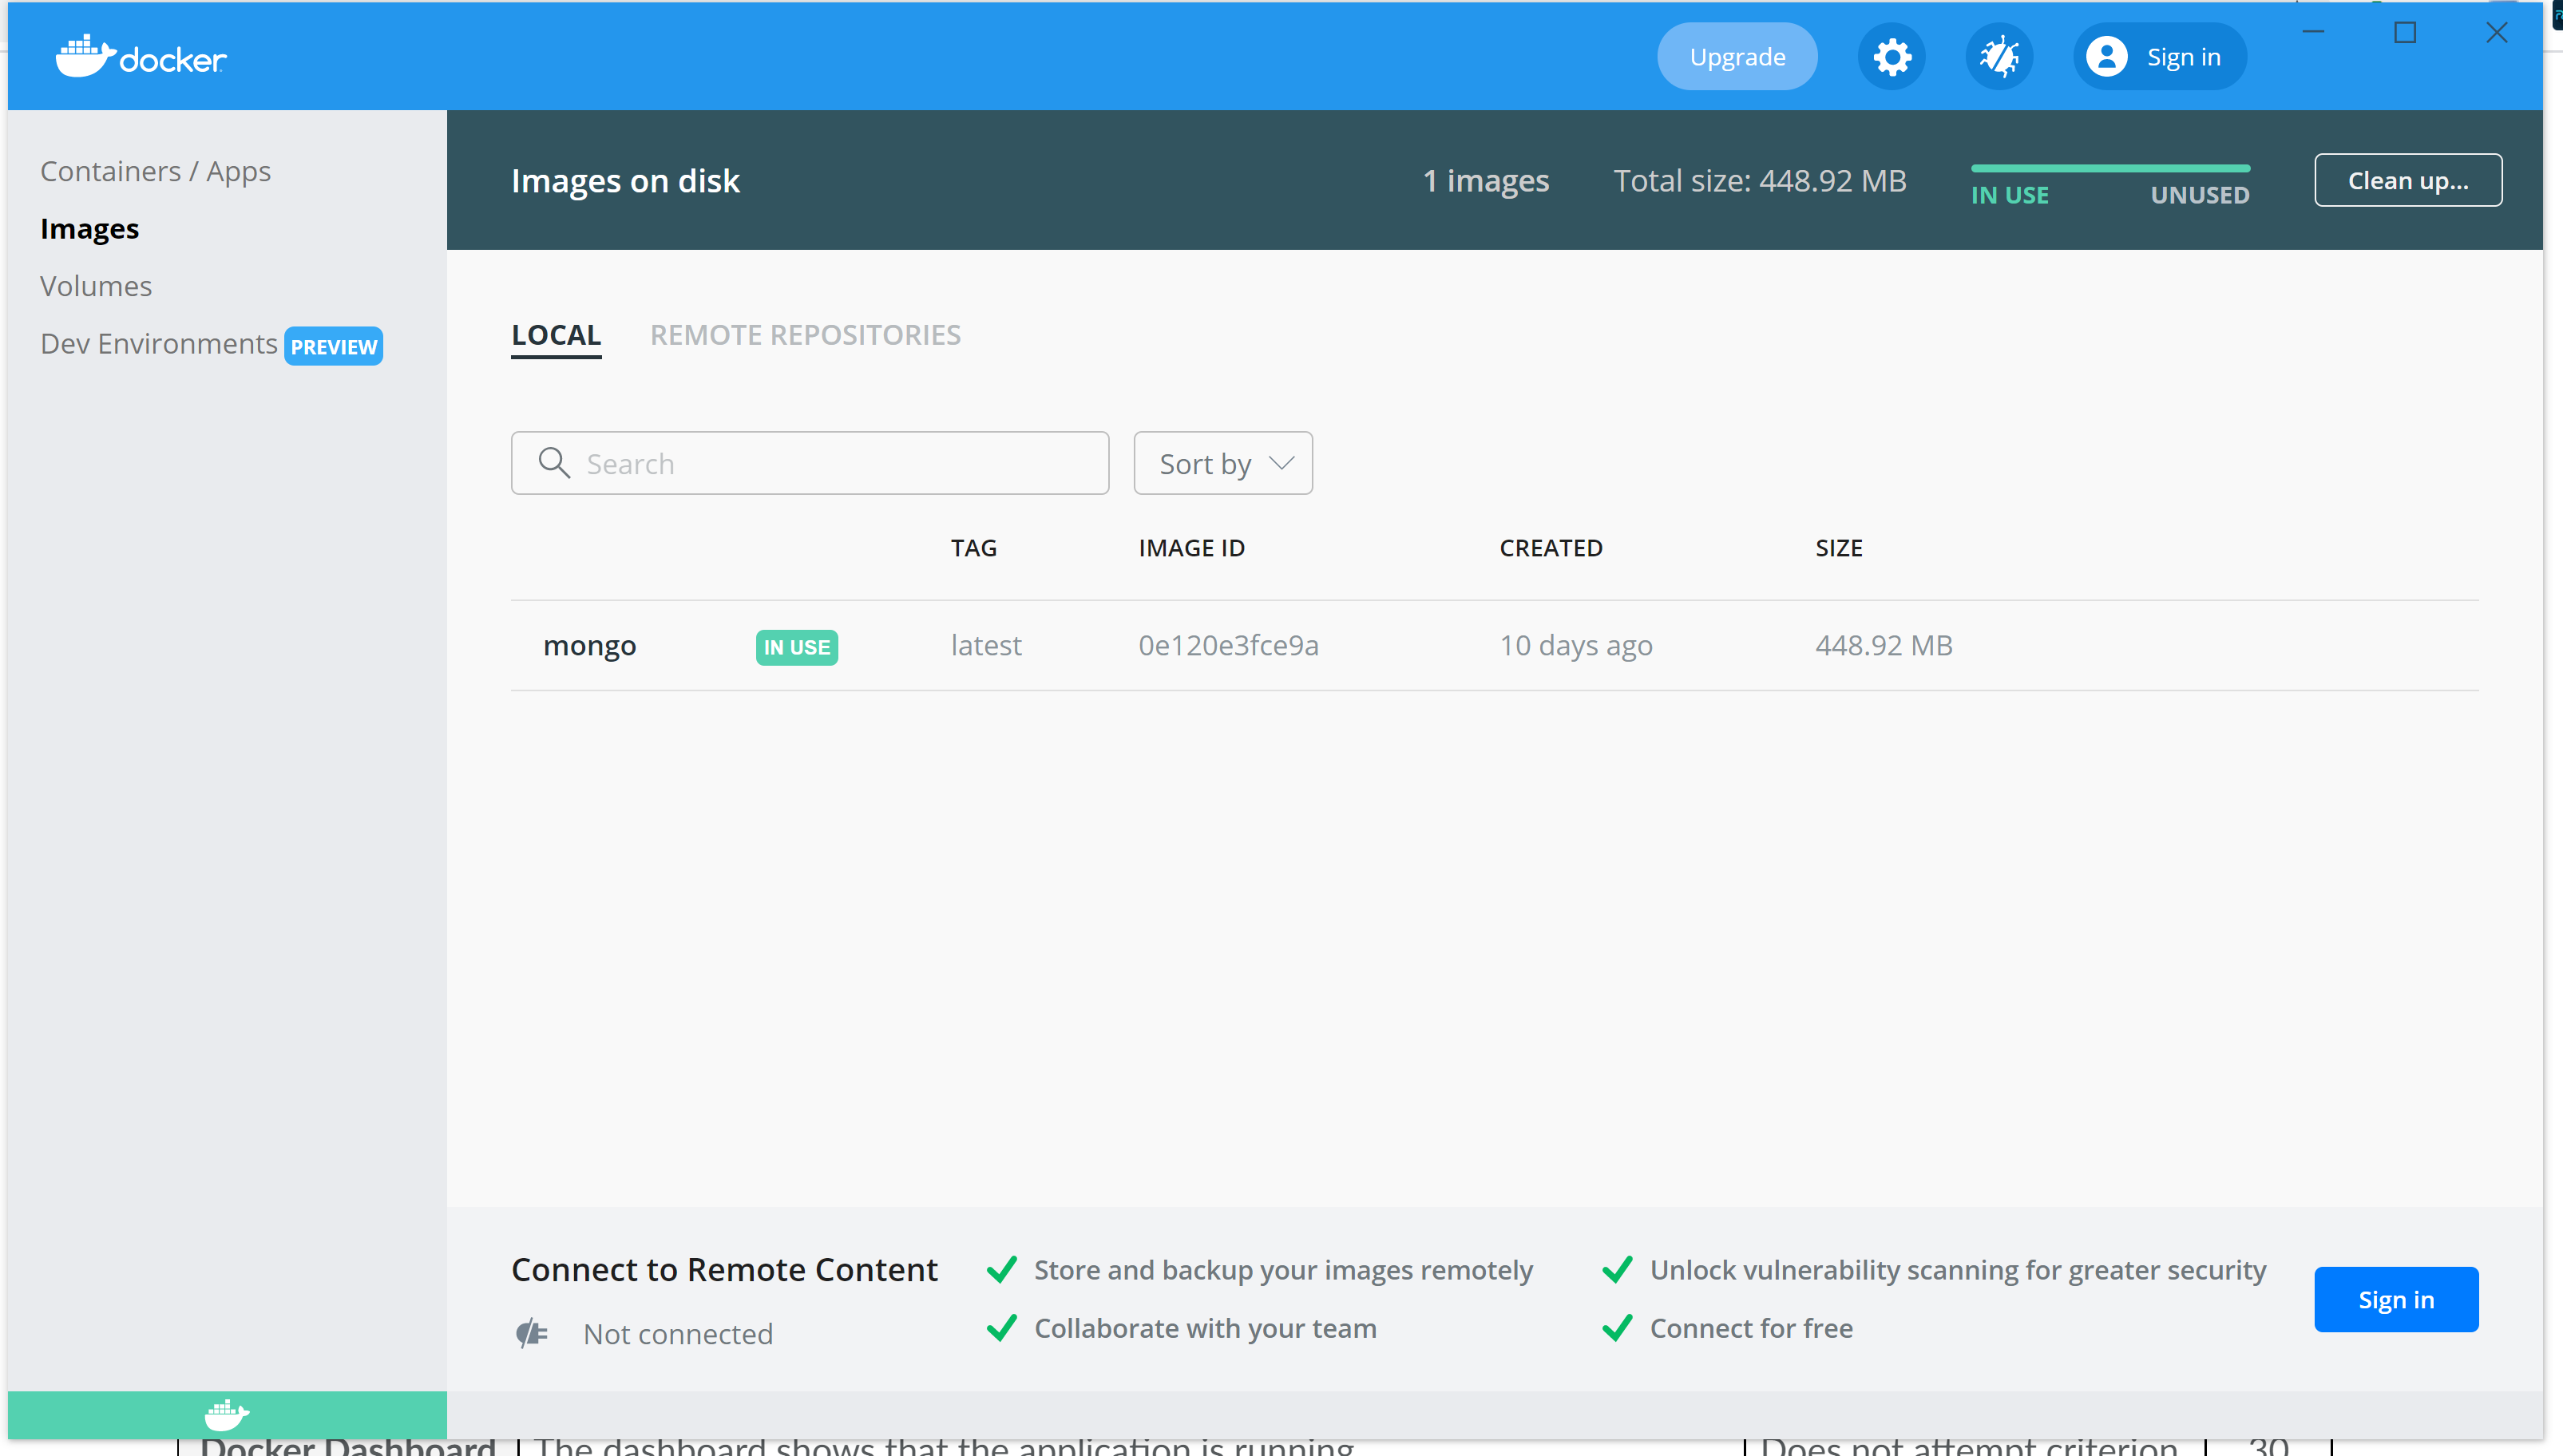 docker
Upgrade
Sign in
Containers / Apps
Images
Volumes
Dev Environments PREVIEW
Images on disk
1 images
Total size: 448.92 MB
IN USE
UNUSED
Clean up...
LOCAL
REMOTE REPOSITORIES
Search
Sort by
TAG IMAGE ID CREATED SIZE
mongo IN USE latest 0e120e3fce9a 10 days ago 448.92 MB
Connect to Remote Content
Not connected
Store and backup your images remotely
Collaborate with your team
Unlock vulnerability scanning for greater security
Connect for free
Sign in
Docker Dashboard The dashboard shows that the application is running Does not attempt criterion 30